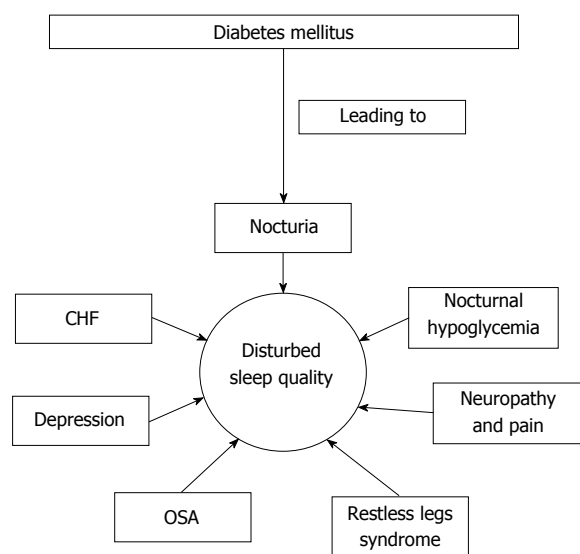 Diabetes mellitus
Leading to
Nocturia
CHF
Nocturnal
hypoglycemia
Disturbed
sleep quality
Depression
Neuropathy
and pain
OSA
Restless legs
syndrome